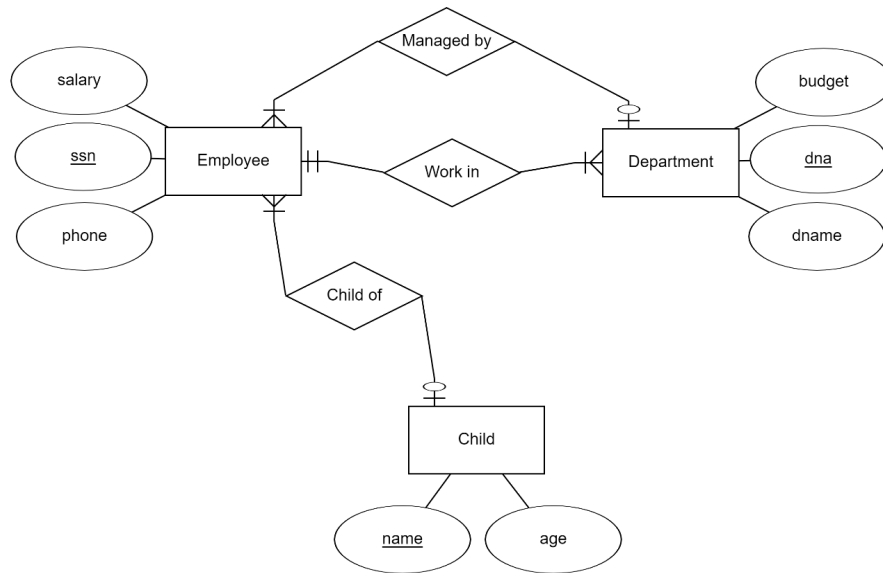 Managed by
salary
budget
ssn
Employee
Work in
Department
dna
phone
dname
Child of
Child
name
age